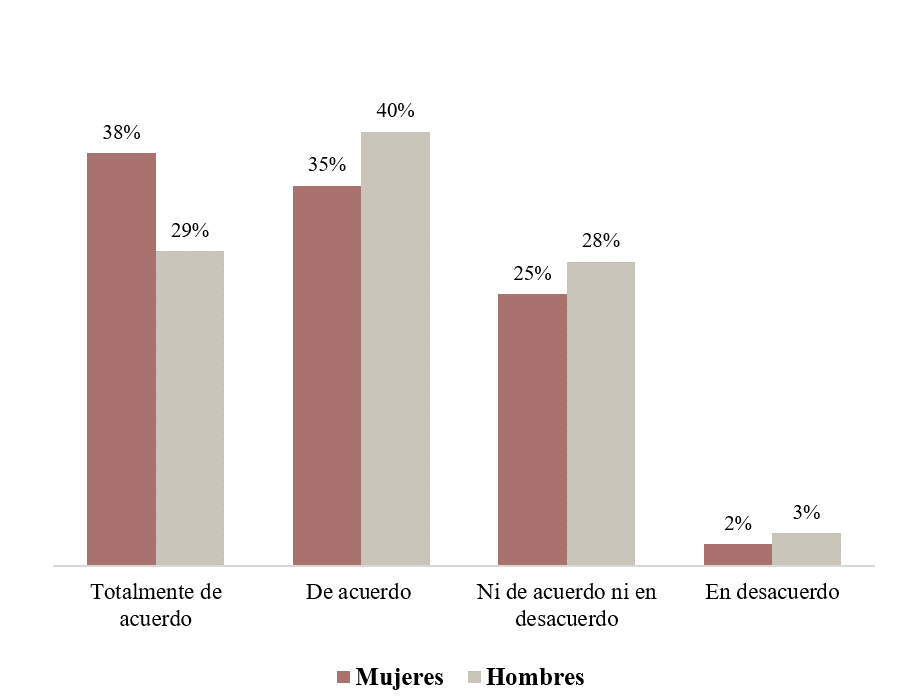 40%
38%
35%
29%
28%
25%
3%
2%
Totalmente de
acuerdo
De acuerdo
Ni de acuerdo ni en
desacuerdo
En desacuerdo
Mujeres Hombres